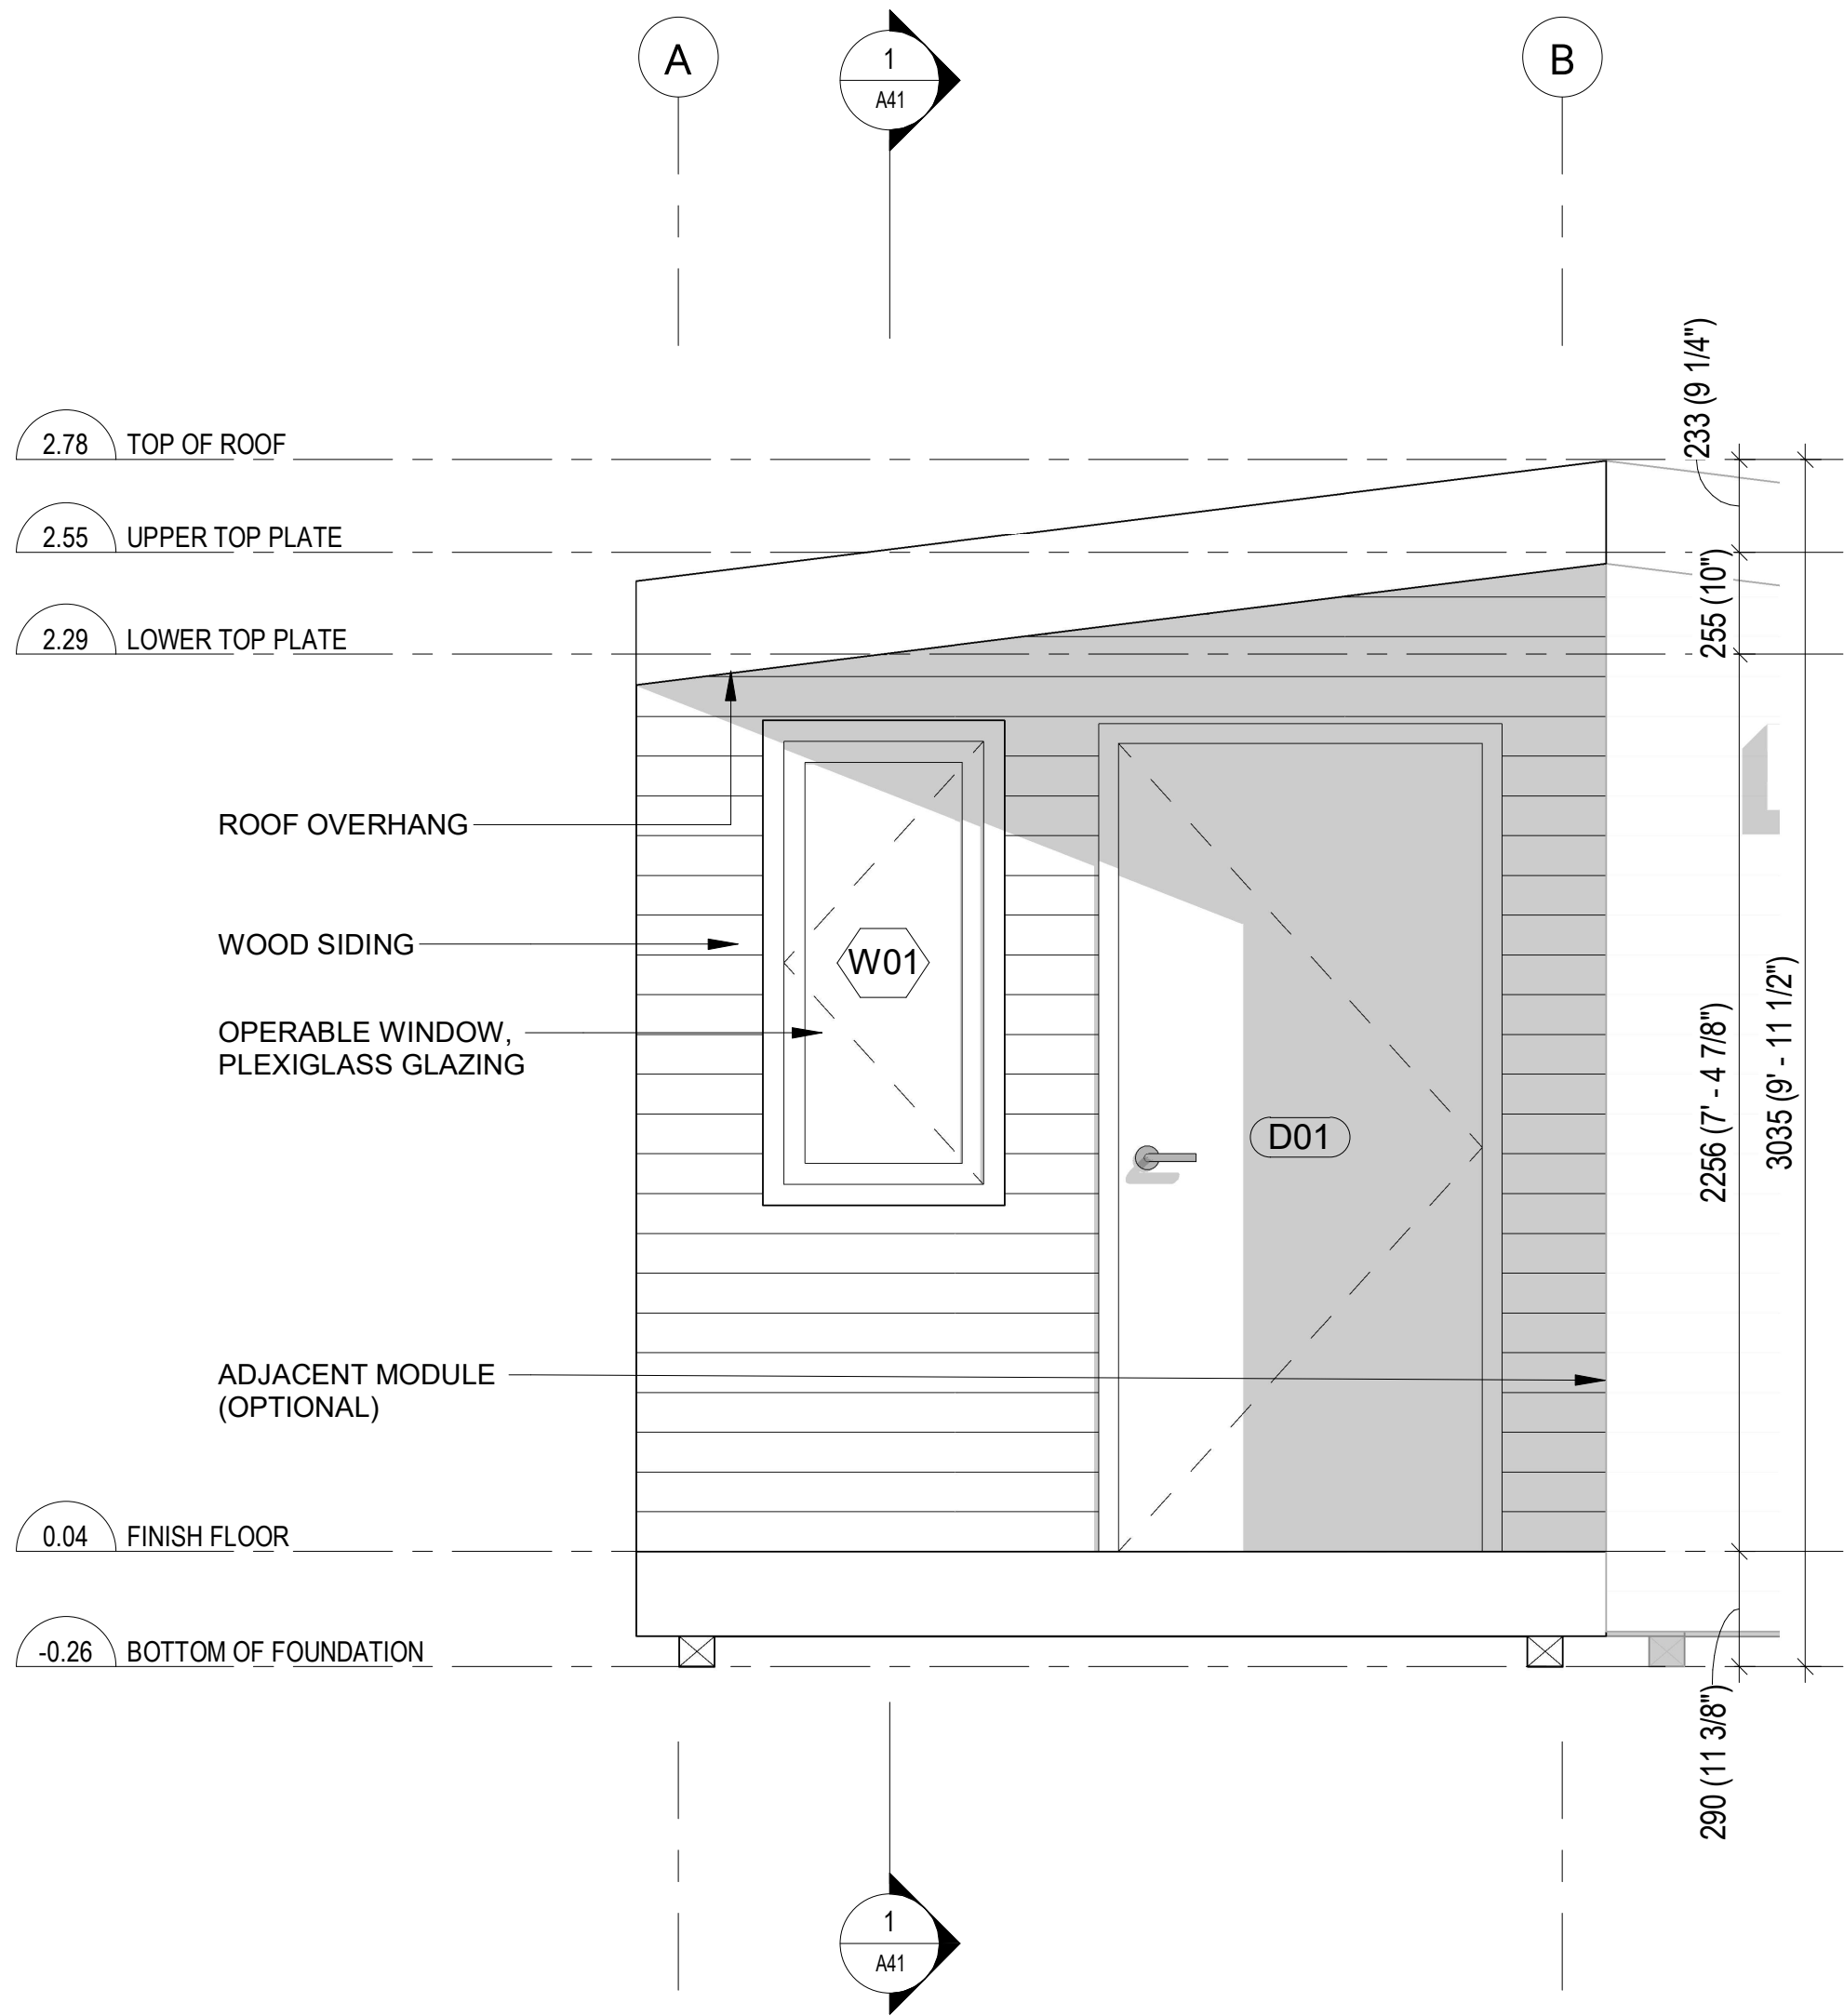 A
1
A41
B
233 (9 1/4")
2.78 TOP OF ROOF
2.55 UPPER TOP PLATE
255 (10")
2.29 LOWER TOP PLATE
ROOF OVERHANG
WOOD SIDING
W01
OPERABLE WINDOW,
PLEXIGLASS GLAZING
2256 (7' - 4 7/8")
3035 (9' - 11 1/2")
D01
ADJACENT MODULE
(OPTIONAL)
0.04 FINISH FLOOR
-0.26 BOTTOM OF FOUNDATION
290 (11 3/8")
1
A41